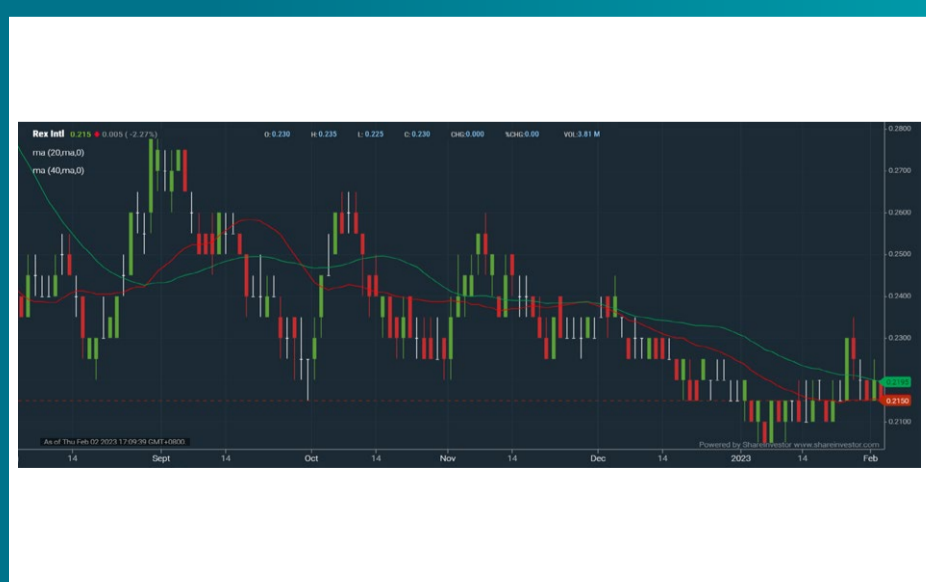 Rex Intl 0.215 0.005 (-2.27%) O: 0.230 H: 0.235 L: 0.225 C: 0.230 CHG:0.000 %CHG:0.00 VOL:3.81 M
ma (20,ma,0)
ma (40,ma,0)
0.2800
0.2700
0.2600
0.2500
0.2400
0.2300
0.2198
0.2150
0.2100
As of Thu Feb 02 2023 17:09:39 GMT+0800
Powered by ShareInvestor www.shareinvestor.com
14 Sept 14 Oct 14 Nov 14 Dec 14 2023 14 Feb